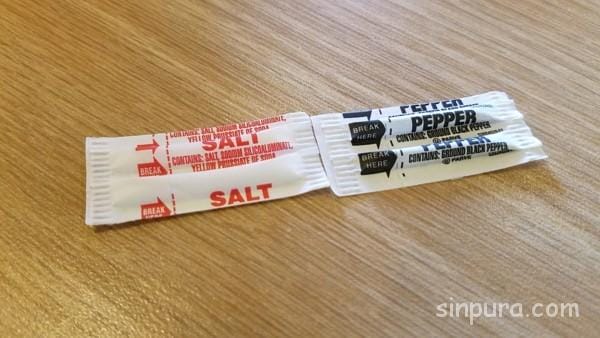 CONTAINS: SALT, SODIUM SILICOALUMINATE,
YELLOW PRUSSIATE OF SODA
SALT
CONTAINS: SALT, SODIUM SILICOALUMINATE,
YELLOW PRUSSIATE OF SODA
BREAK
SALT
BREAK
HERE
PEPPER
PEPPER
BREAK
HERE
CONTAINS: GROUND BLACK PEPPER
PEPPER
BREAK
HERE
CONTAINS: GROUND BLACK PEPPER
sinpura.com